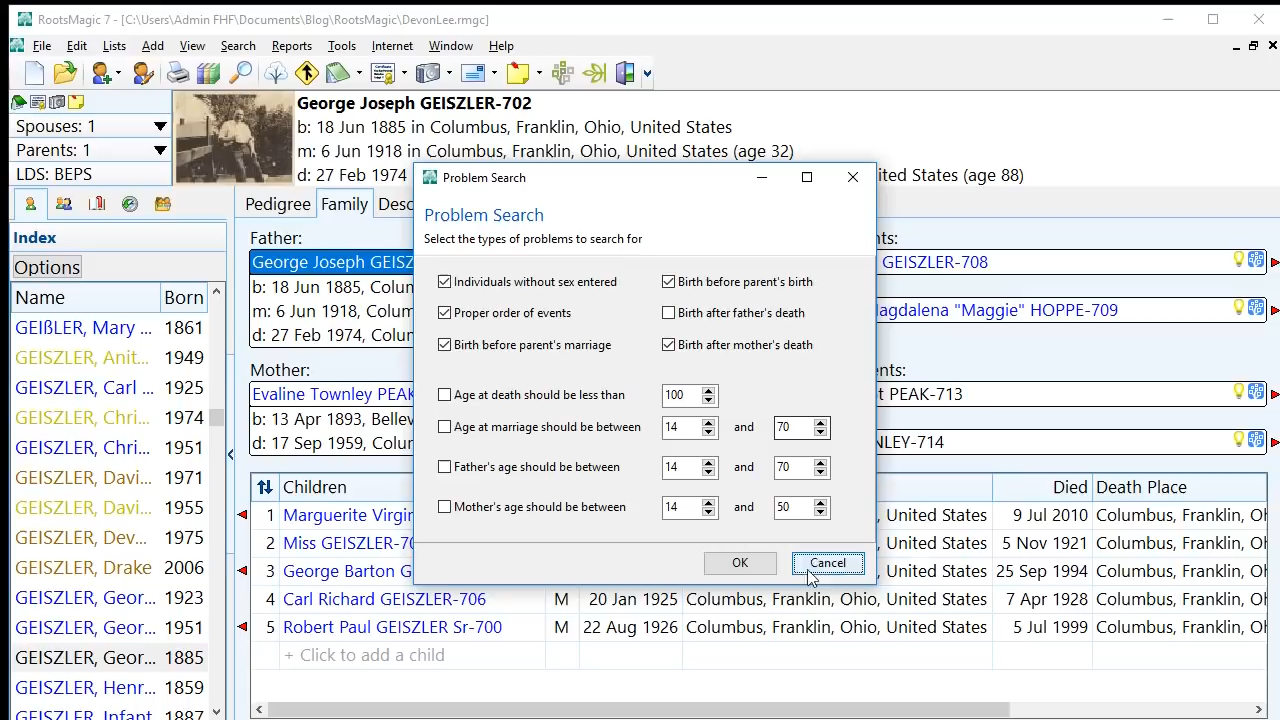 RootsMagic 7 - [C:\Users\Admin FHF\Documents\Blog\RootsMagic\DevonLee.rmgc]
File Edit Lists Add View Search Reports Tools Internet Window Help
George Joseph GEISZLER-702
Spouses: 1
b: 18 Jun 1885 in Columbus, Franklin, Ohio, United States
Parents: 1
m: 6 Jun 1918 in Columbus, Franklin, Ohio, United States (age 32)
LDS: BEPS
d: 27 Feb 1974 United States (age 88)
Pedigree Family
Index
Options
Name Born
GEIßLER, Mary ... 1861
GEISZLER, Anit... 1949
GEISZLER, Carl ... 1925
GEISZLER, Chri... 1974
GEISZLER, Chri... 1951
GEISZLER, Davi... 1971
GEISZLER, Davi... 1955
GEISZLER, Dev... 1975
GEISZLER, Drake 2006
GEISZLER, Geor... 1923
GEISZLER, Geor... 1951
GEISZLER, Geor... 1885
GEISZLER, Henr... 1859
GEISZLER, Infant 1887
Father:
George Joseph
b: 18 Jun 1885, Colum
m: 6 Jun 1918, Colum
d: 27 Feb 1974, Colum
GEISZLER-708
"Maggie" HOPPE-709
Mother:
Evaline Townley PEAK
b: 13 Apr 1893, Bellev
d: 17 Sep 1959, Colum
PEAK-713
Problem Search
Problem Search
Select the types of problems to search for
Individuals without sex entered
Birth before parent's birth
Proper order of events
Birth after father's death
Birth before parent's marriage
Birth after mother's death
Age at death should be less than 100
Age at marriage should be between 14 and 70
Father's age should be between 14 and 70
Mother's age should be between 14 and 50
OK Cancel
Children Died Death Place
1 Marguerite United States 9 Jul 2010 Columbus, Franklin, Oh
2 Miss United States 5 Nov 1921 Columbus, Franklin, Oh
3 George Barton United States 25 Sep 1994 Columbus, Franklin, Oh
4 Carl Richard GEISZLER-706 M 20 Jan 1925 Columbus, Franklin, Ohio, United States 7 Apr 1928 Columbus, Franklin, Oh
5 Robert Paul GEISZLER Sr-700 M 22 Aug 1926 Columbus, Franklin, Ohio, United States 5 Jul 1999 Columbus, Franklin, Oh
+ Click to add a child